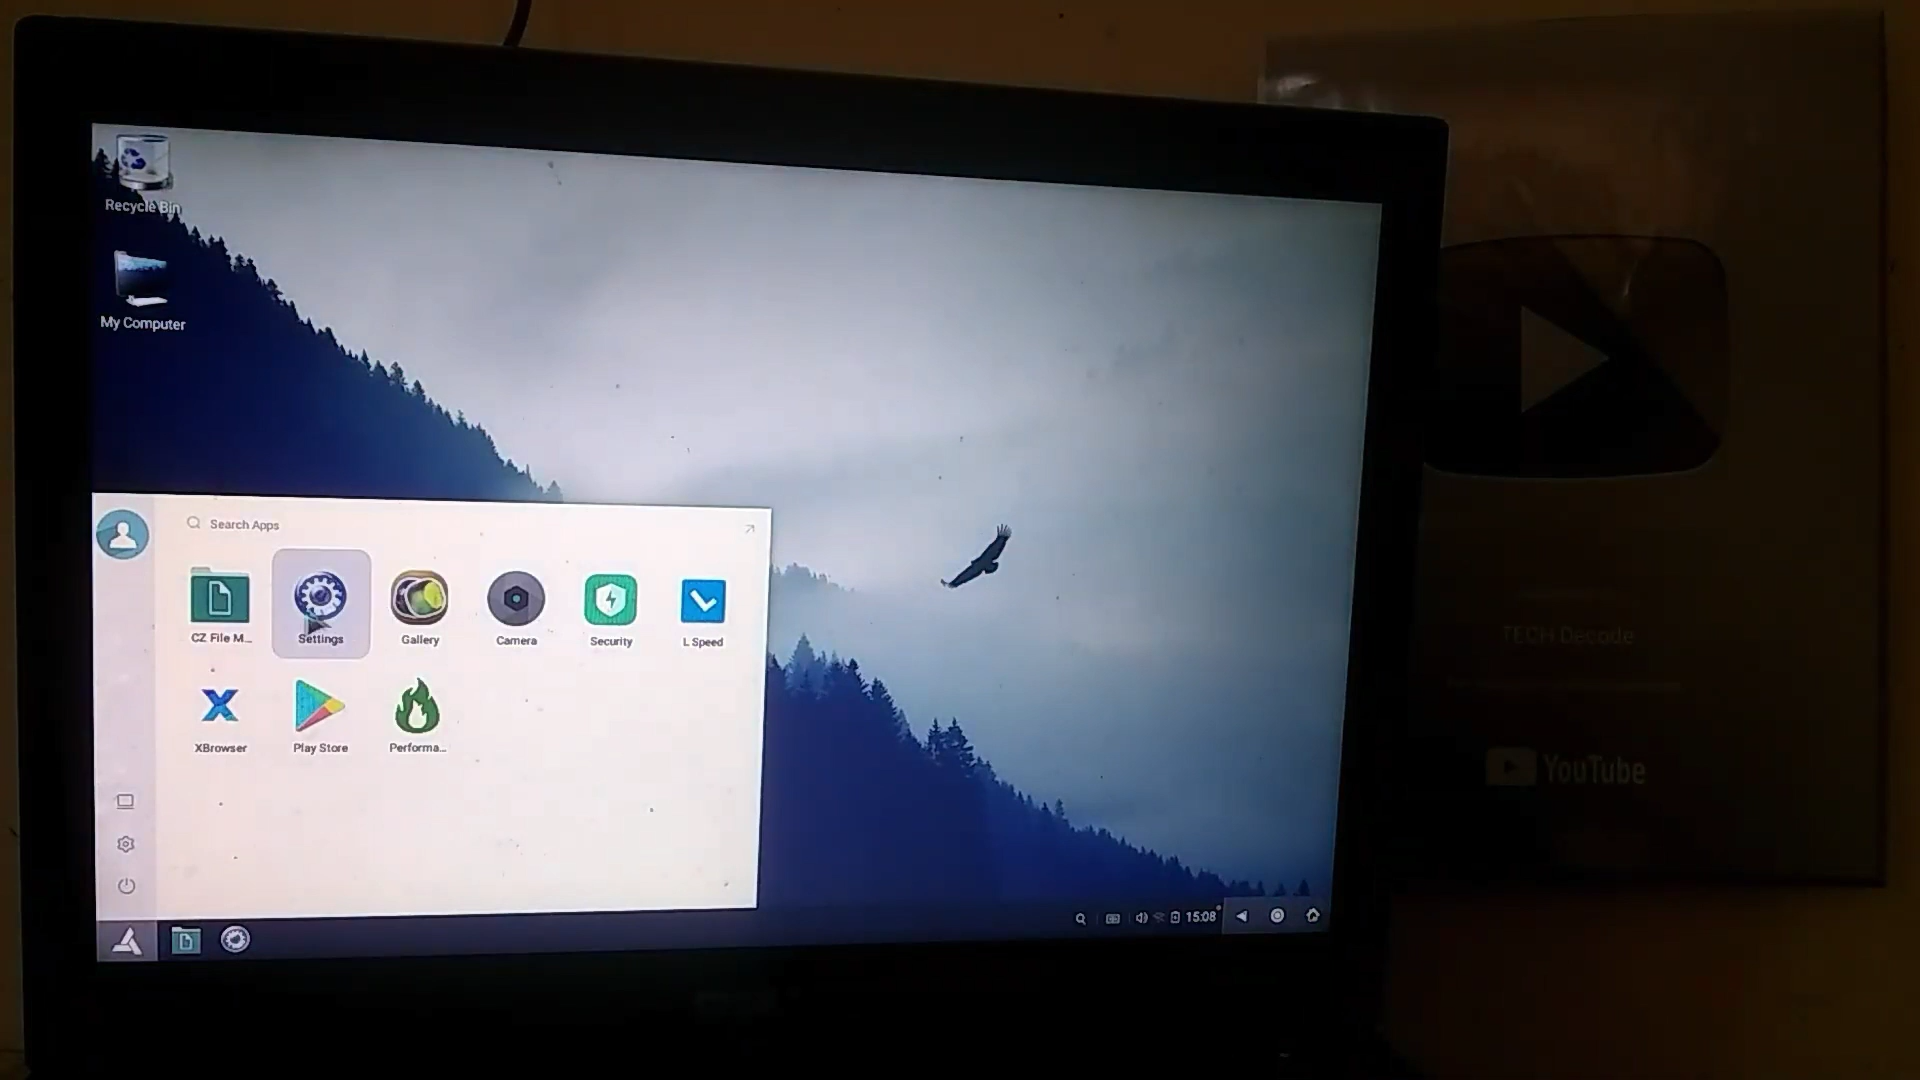 Recycle Bin
My Computer
Search Apps
CZ File M...
Settings
Gallery
Camera
Security
L Speed
XBrowser
Play Store
Performa...
15:08
TECH Decode
YouTube